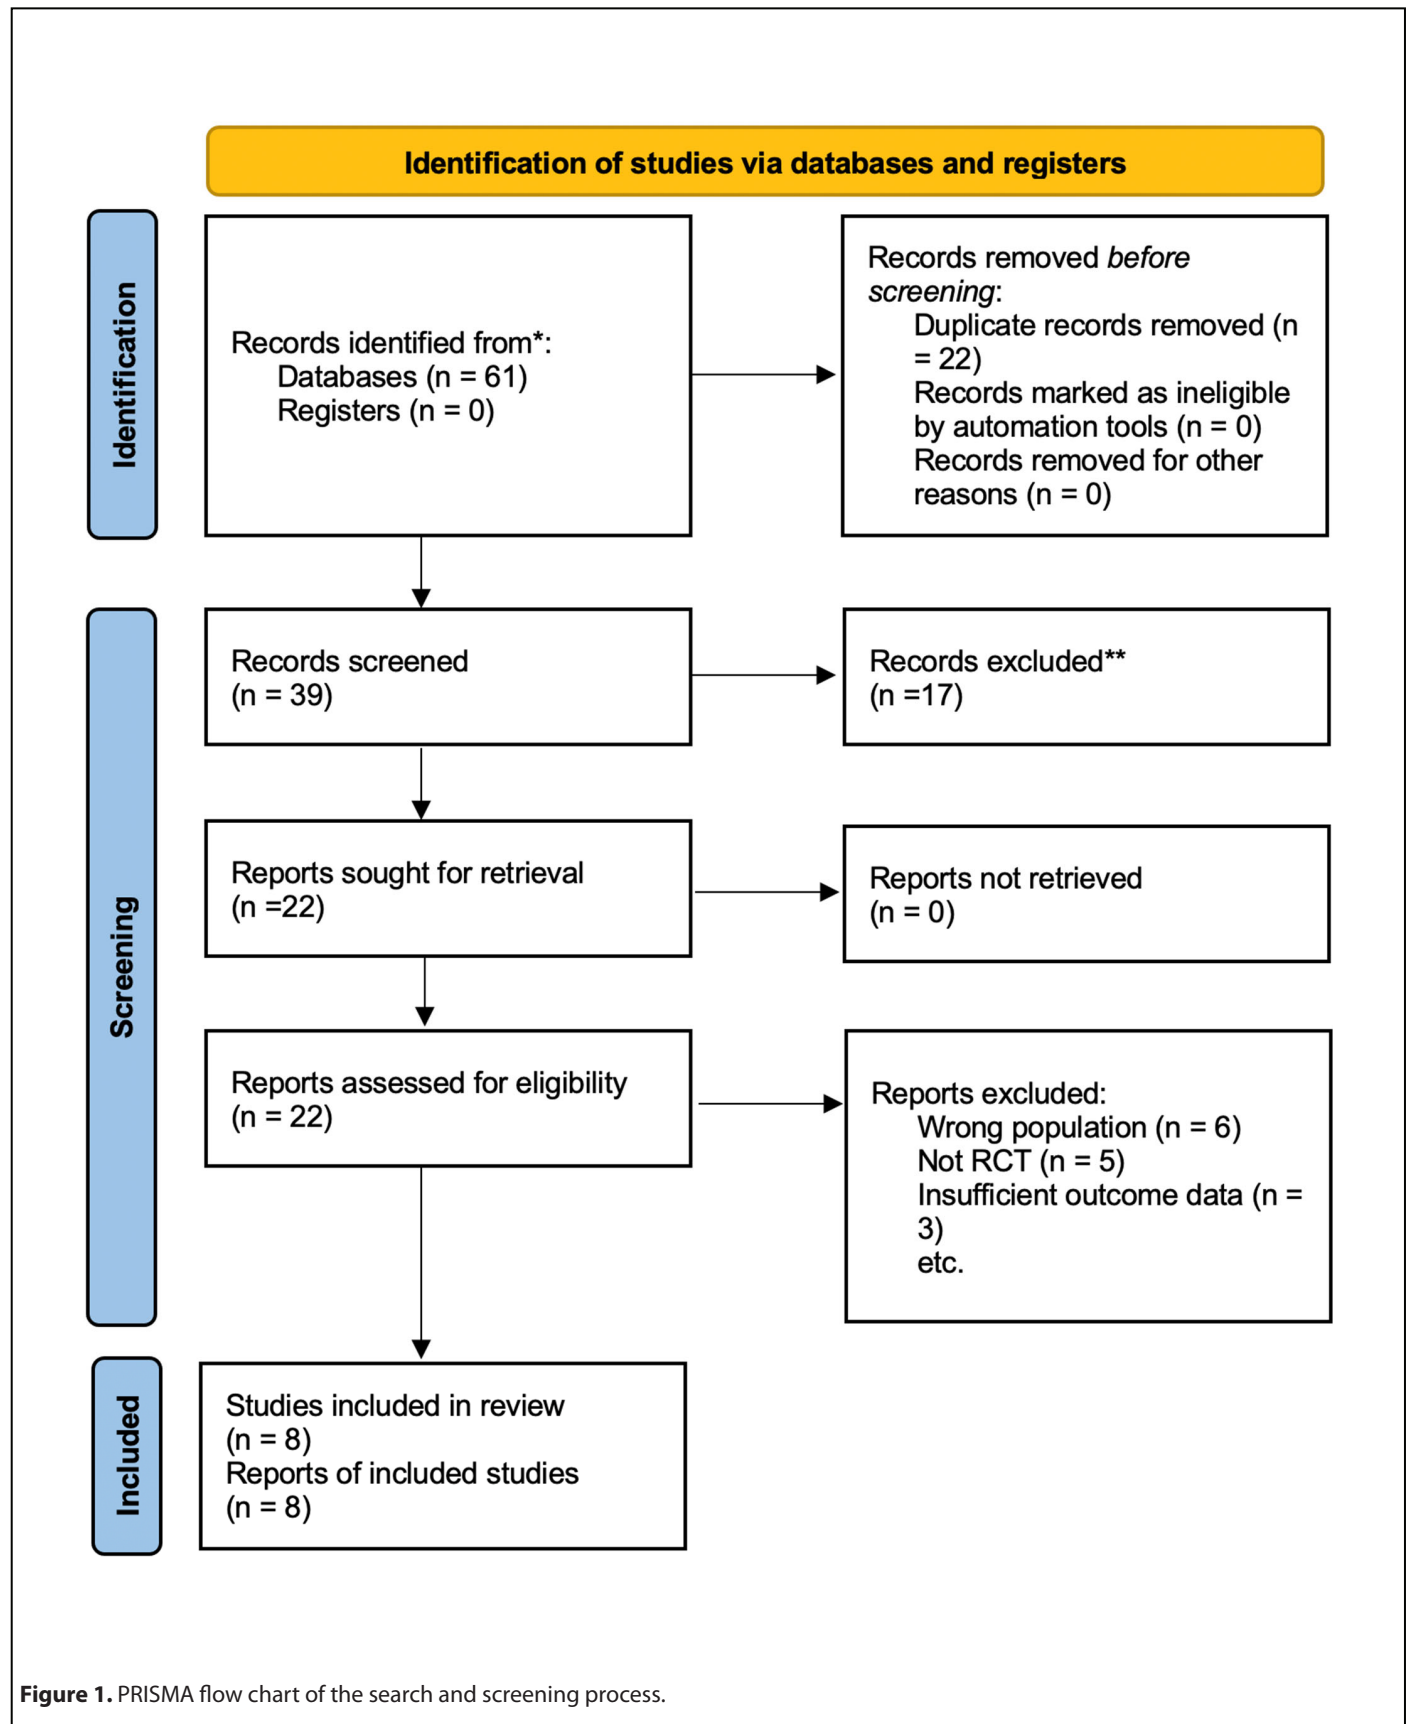 Identification of studies via databases and registers
Identification
Records identified from*:
Databases (n = 61)
Registers (n = 0)
Records removed before
screening:
Duplicate records removed (n
= 22)
Records marked as ineligible
by automation tools (n = 0)
Records removed for other
reasons (n = 0)
Screening
Records screened
(n = 39)
Records excluded**
(n =17)
Reports sought for retrieval
(n =22)
Reports not retrieved
(n = 0)
Reports assessed for eligibility
(n = 22)
Reports excluded:
Wrong population (n = 6)
Not RCT (n = 5)
Insufficient outcome data (n =
3)
etc.
Included
Studies included in review
(n = 8)
Reports of included studies
(n = 8)
Figure 1. PRISMA flow chart of the search and screening process.